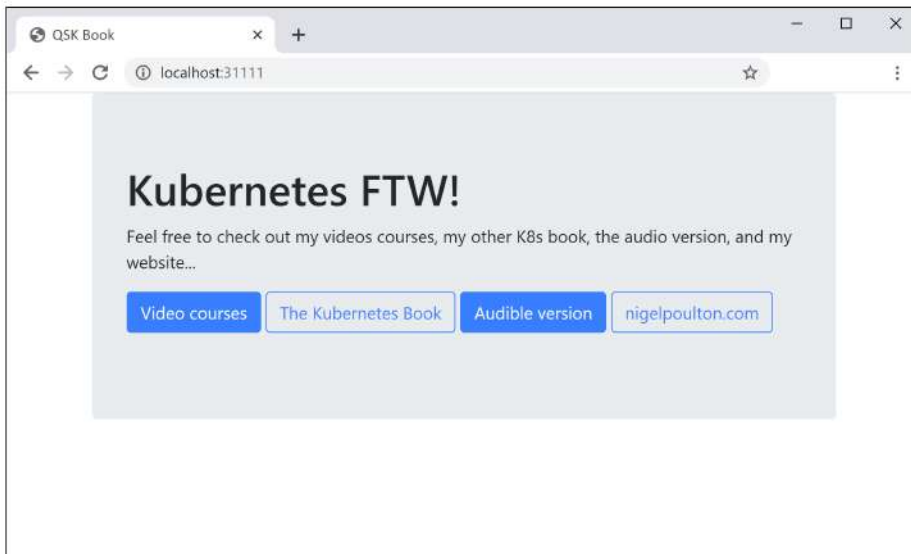 QSK Book
localhost:31111
Kubernetes FTW!
Feel free to check out my videos courses, my other K8s book, the audio version, and my
website...
Video courses The Kubernetes Book Audible version nigelpoulton.com